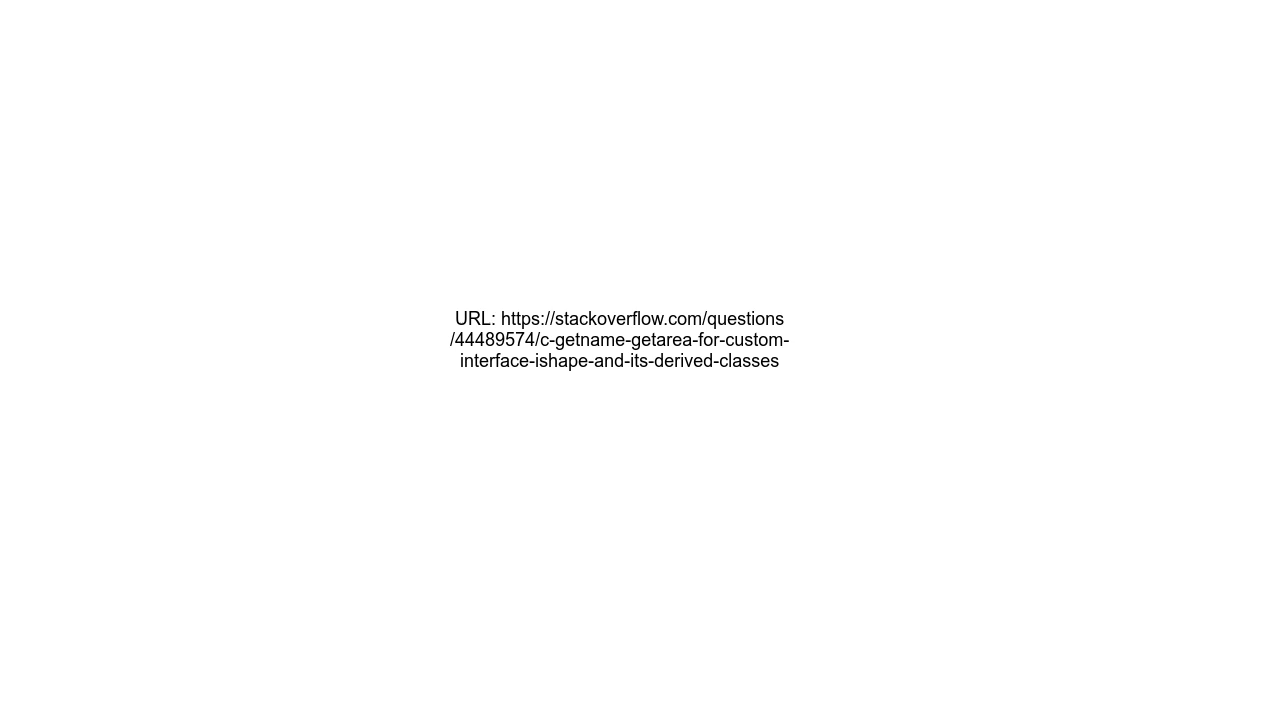 URL: https://stackoverflow.com/questions
/44489574/c-getname-getarea-for-custom-
interface-ishape-and-its-derived-classes